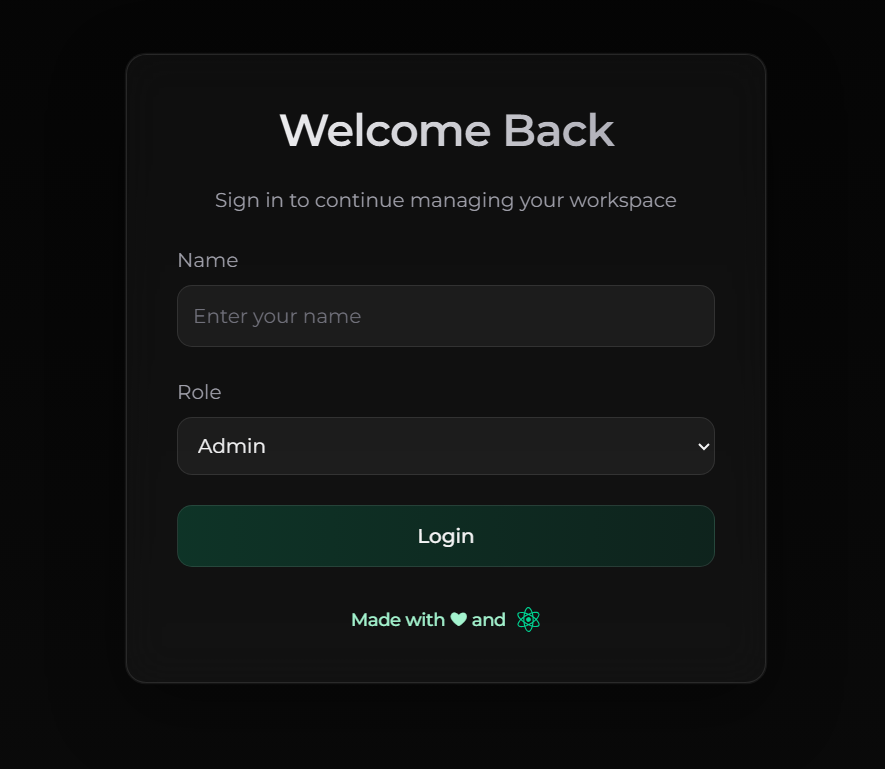 Welcome Back
Sign in to continue managing your workspace
Name
Enter your name
Role
Admin
Login
Made with ♥ and